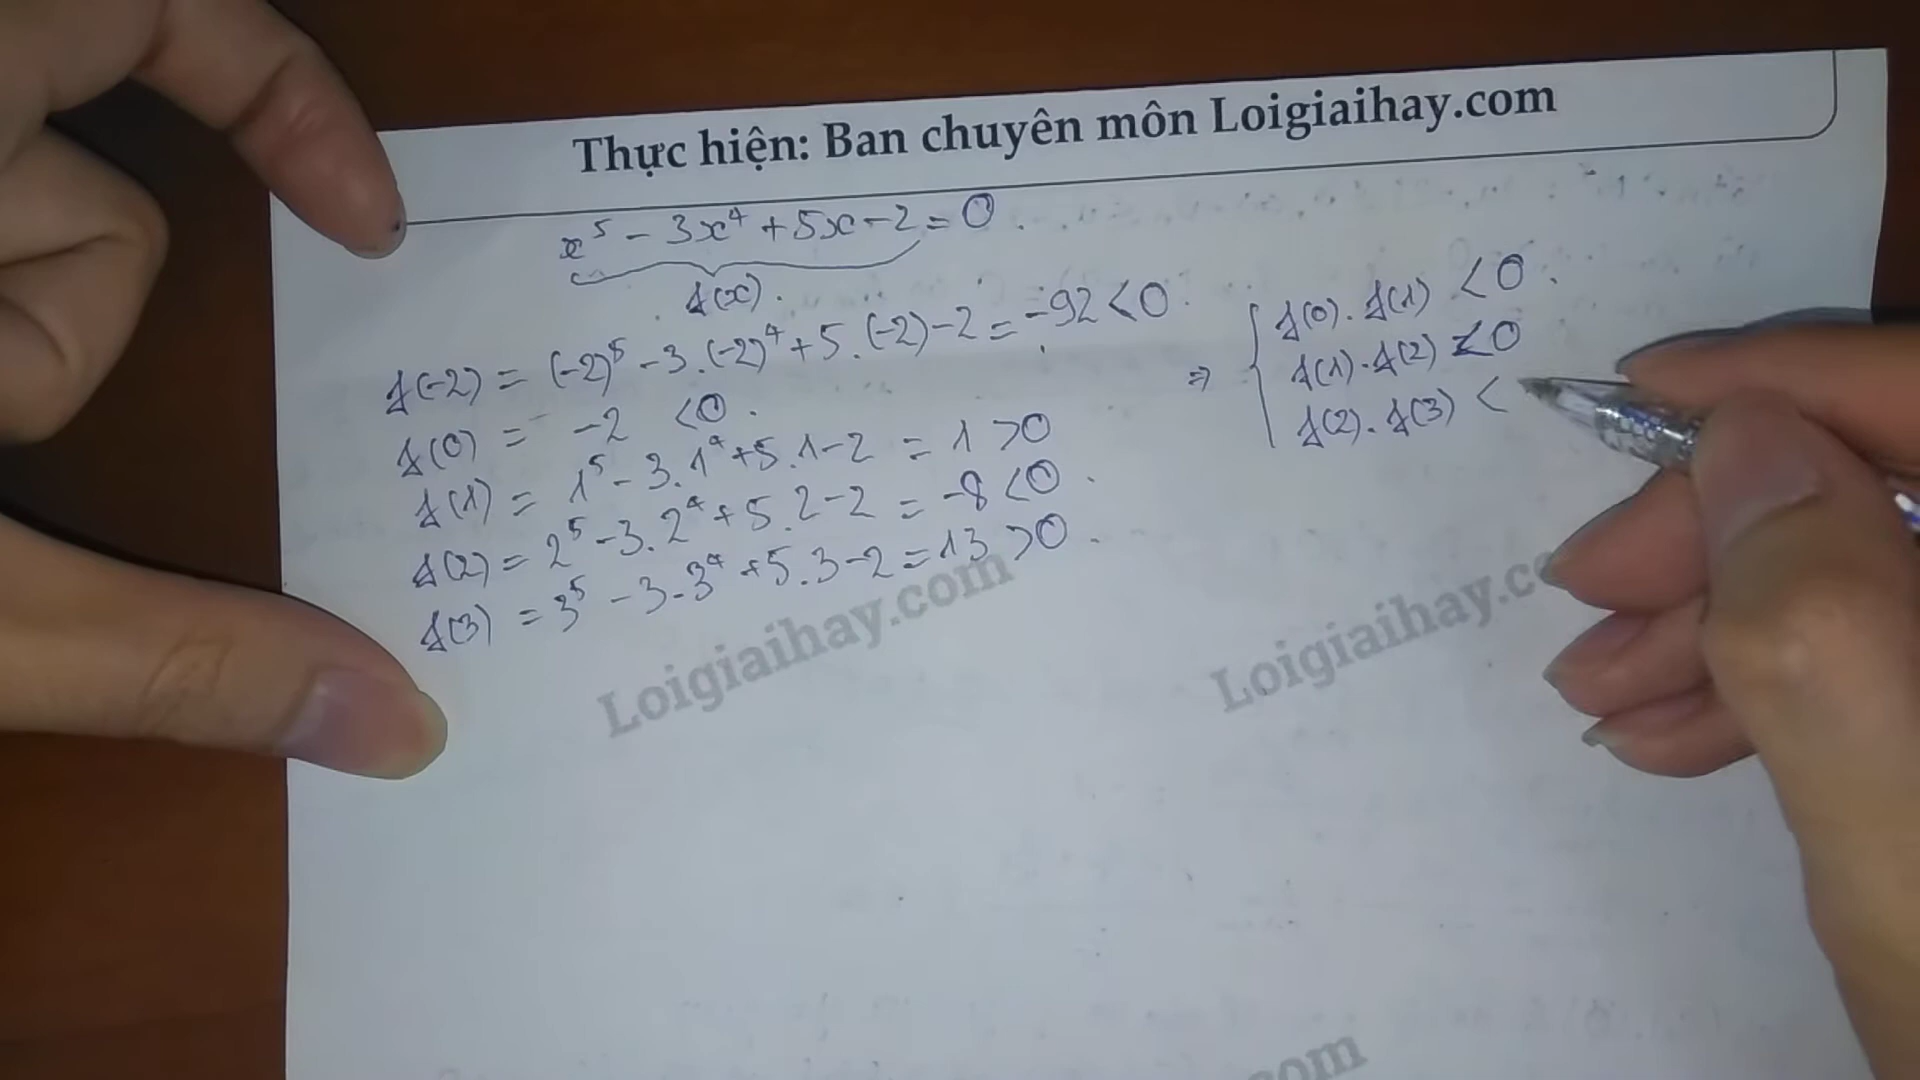 Thực hiện: Ban chuyên môn Loigiaihay.com
x⁵ - 3x⁴ + 5x - 2 = 0.
f(x).
f(-2) = (-2)⁵ - 3.(-2)⁴ + 5.(-2) - 2 = -92 < 0
f(0) = -2 < 0.
f(1) = 1⁵ - 3.1⁴ + 5.1 - 2 = 1 > 0
f(2) = 2⁵ - 3.2⁴ + 5.2 - 2 = -8 < 0.
f(3) = 3⁵ - 3.3⁴ + 5.3 - 2 = 13 > 0.
⇒ { f(0).f(1) < 0.
f(1).f(2) < 0
f(2).f(3) <
Loigiaihay.com
Loigiaihay.co
com